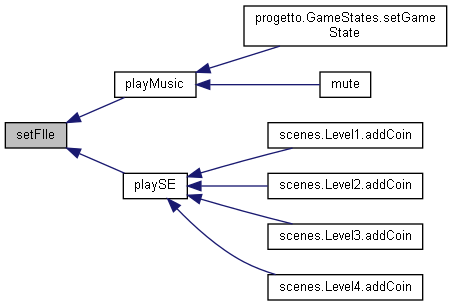 progetto.GameStates.setGame
State
playMusic
mute
setFIle
scenes.Level1.addCoin
playSE
scenes.Level2.addCoin
scenes.Level3.addCoin
scenes.Level4.addCoin